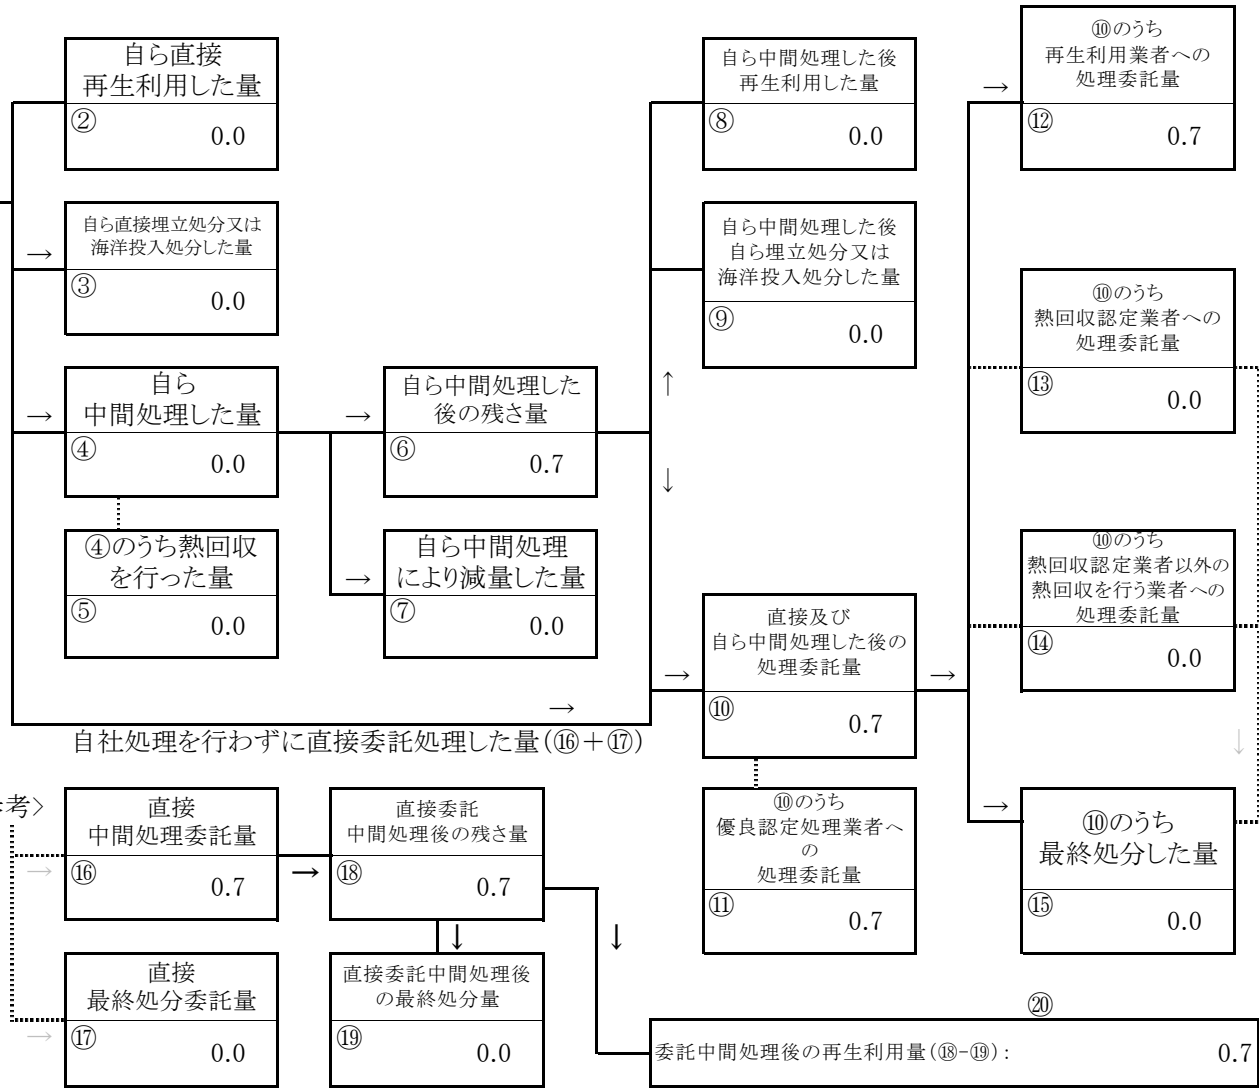 自ら直接
再生利用した量
②
0.0
自ら直接埋立処分又は
海洋投入処分した量
→
③
0.0
自ら
中間処理した量
→
④
0.0
④のうち熱回収
を行った量
⑤
0.0
自ら中間処理した
後の残さ量
→
⑥
0.7
自ら中間処理
により減量した量
→
⑦
0.0
自ら中間処理した後
再生利用した量
⑧
0.0
自ら中間処理した後
自ら埋立処分又は
海洋投入処分した量
⑨
0.0
↑
↓
直接及び
自ら中間処理した後の
処理委託量
→
⑩
0.7
→
⑩のうち
優良認定処理業者へ
の
処理委託量
⑪
0.7
⑩のうち
再生利用業者への
処理委託量
→
⑫
0.7
⑩のうち
熱回収認定業者への
処理委託量
⑬
0.0
⑩のうち
熱回収認定業者以外の
熱回収を行う業者への
処理委託量
⑭
0.0
↓
⑩のうち
最終処分した量
→
⑮
0.0
→
自社処理を行わずに直接委託処理した量(⑯+⑰)
考>
直接
中間処理委託量
→
⑯
0.7
→
直接委託
中間処理後の残さ量
⑱
0.7
↓
↓
直接
最終処分委託量
→
⑰
0.0
直接委託中間処理後
の最終処分量
⑲
0.0
⑳
委託中間処理後の再生利用量(⑱-⑲):
0.7